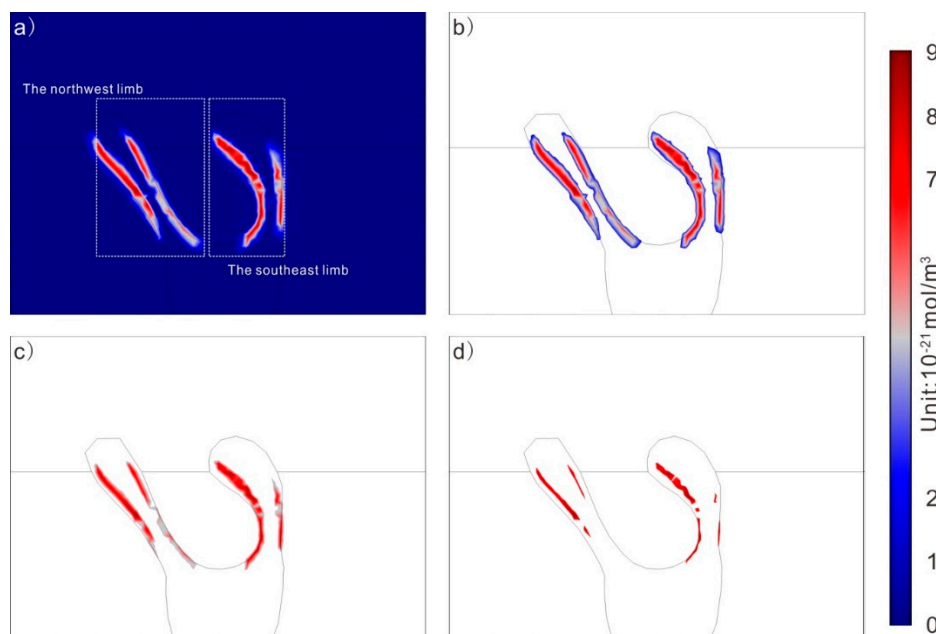 a)
The northwest limb
The southeast limb
b)
c)
d)
9
8
7
2
1
0
Unit:10⁻²¹mol/m³